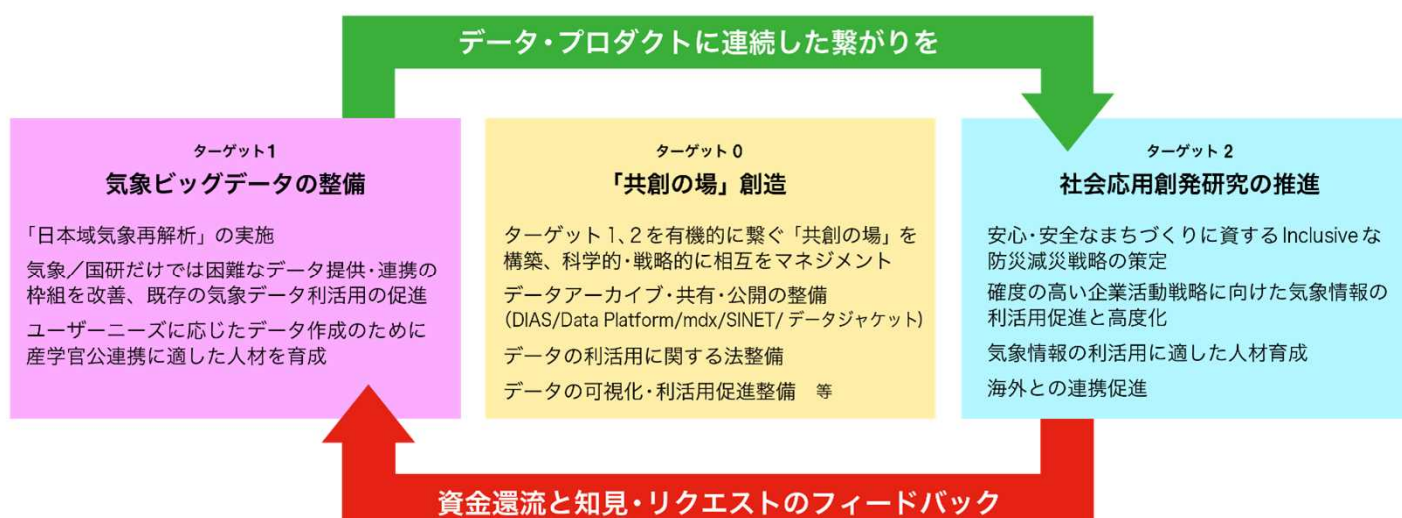 データ・プロダクトに連続した繋がりを
ターゲット1
気象ビッグデータの整備
「日本域気象再解析」の実施
気象/国研だけでは困難なデータ提供・連携の
枠組を改善、既存の気象データ利活用の促進
ユーザーニーズに応じたデータ作成のために
産学官公連携に適した人材を育成
ターゲット 0
「共創の場」創造
ターゲット 1、2 を有機的に繋ぐ「共創の場」を
構築、科学的・戦略的に相互をマネジメント
データアーカイブ・共有・公開の整備
(DIAS/Data Platform/mdx/SINET/ データジャケット)
データの利活用に関する法整備
データの可視化・利活用促進整備 等
ターゲット 2
社会応用創発研究の推進
安心・安全なまちづくりに資する Inclusive な
防災減災戦略の策定
確度の高い企業活動戦略に向けた気象情報の
利活用促進と高度化
気象情報の利活用に適した人材育成
海外との連携促進
資金還流と知見・リクエストのフィードバック